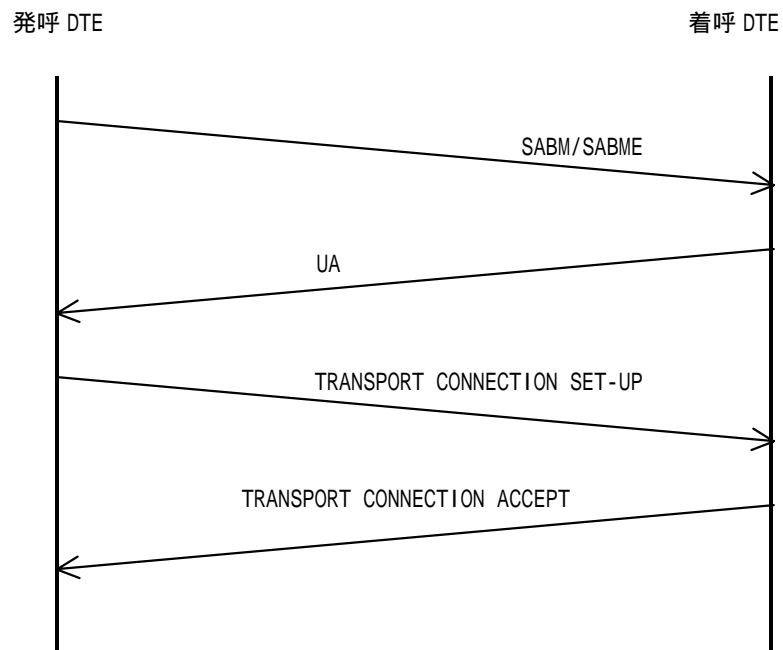 発呼 DTE
着呼 DTE
SABM/SABME
UA
TRANSPORT CONNECTION SET-UP
TRANSPORT CONNECTION ACCEPT